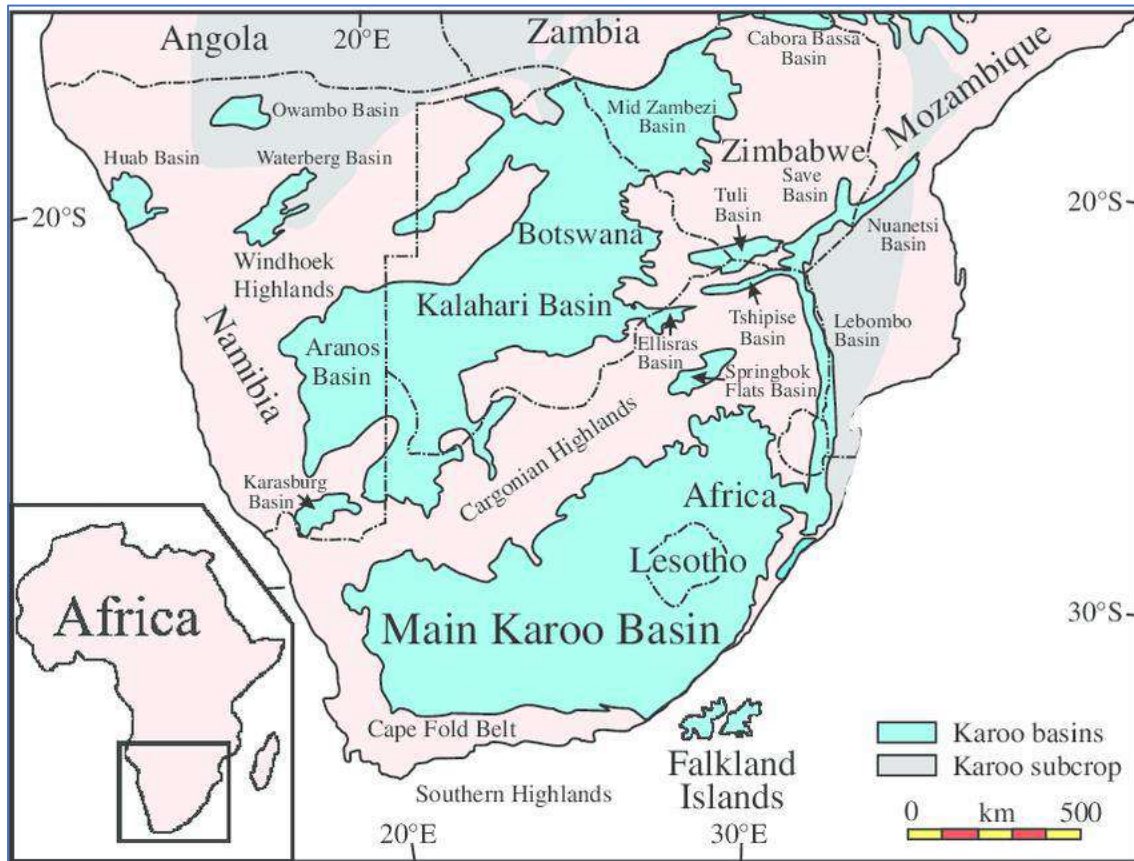 Angola
20°E
Zambia
Cabora Bassa
Basin
Mozambique
Owambo Basin
Mid Zambezi
Basin
Huab Basin
Waterberg Basin
Zimbabwe
Save
Basin
20°S
20°S
Tuli
Basin
Nuanetsi
Basin
Botswana
Windhoek
Highlands
Namibia
Kalahari Basin
Tshipise
Basin
Lebombo
Basin
Aranos
Basin
Ellisras
Basin
Springbok
Flats Basin
Cargonian Highlands
Karasburg
Basin
Africa
Lesotho
Africa
Main Karoo Basin
30°S
Cape Fold Belt
Falkland
Islands
Southern Highlands
Karoo basins
Karoo subcrop
0 km 500
20°E
30°E